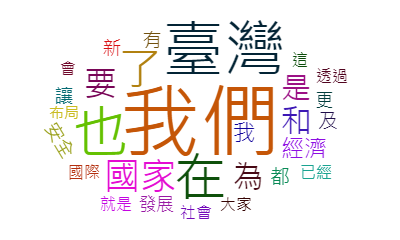 有
新
了
臺灣
這
會
要
是
透過
讓
更
布局
也
我們
我
和
及
安全
經濟
國際
國家
在
為
都
已經
就是
發展
社會
大家